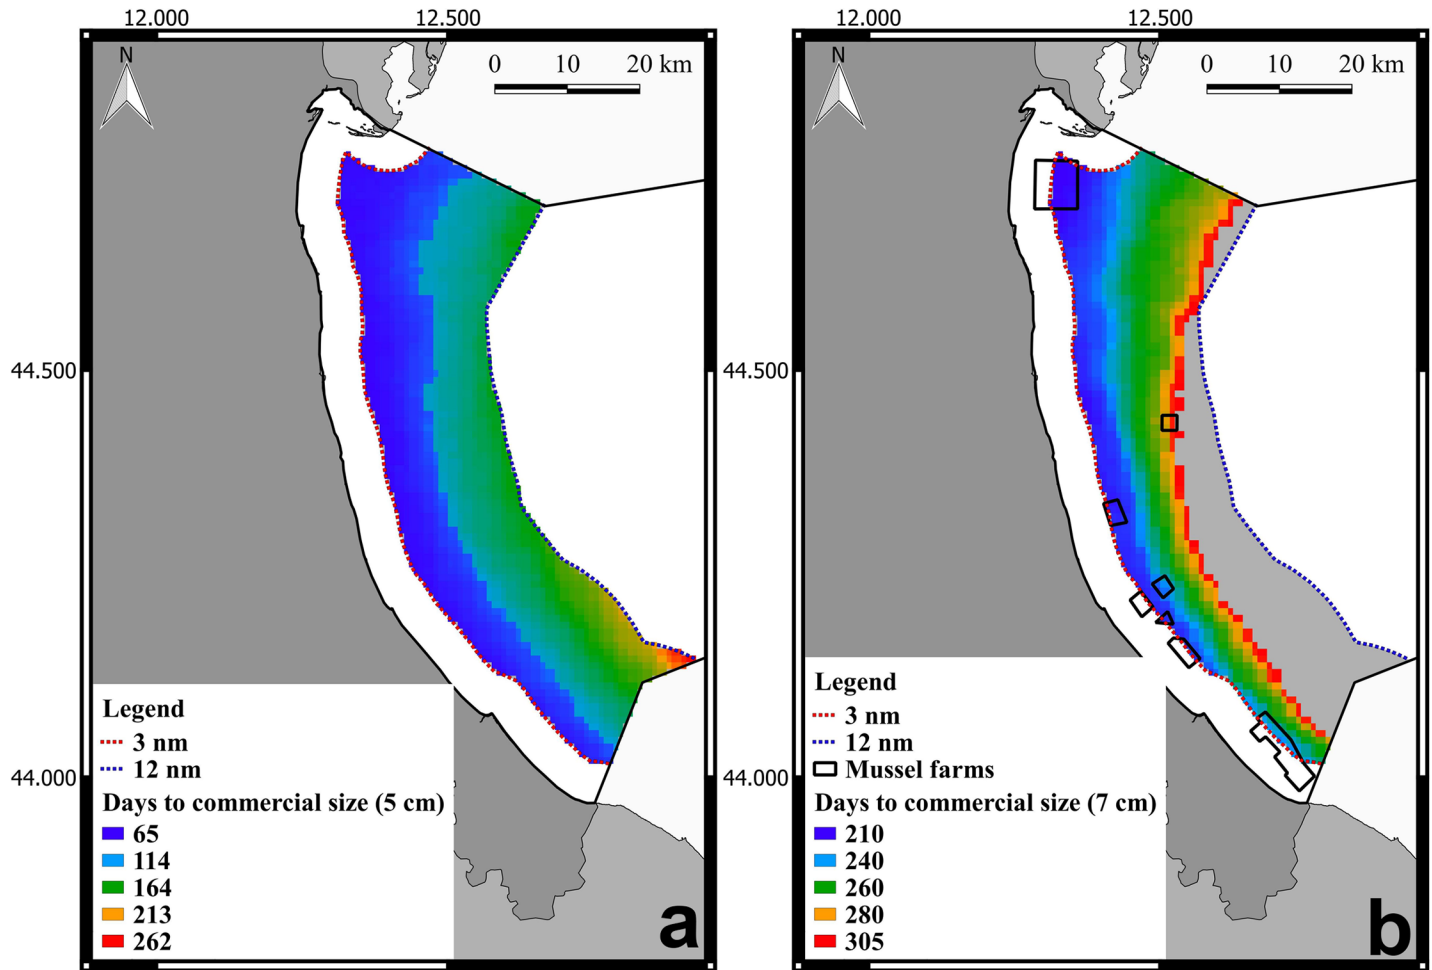 12.000 12.500
N
0 10 20 km
44.500
44.000
Legend
3 nm
12 nm
Days to commercial size (5 cm)
65
114
164
213
262
a
12.000 12.500
N
0 10 20 km
44.500
44.000
Legend
3 nm
12 nm
Mussel farms
Days to commercial size (7 cm)
210
240
260
280
305
b